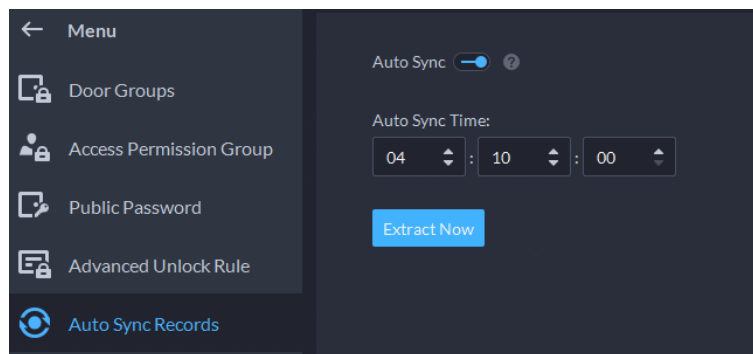 Menu
Door Groups
Access Permission Group
Public Password
Advanced Unlock Rule
Auto Sync Records
Auto Sync ?
Auto Sync Time:
04 : 10 : 00
Extract Now